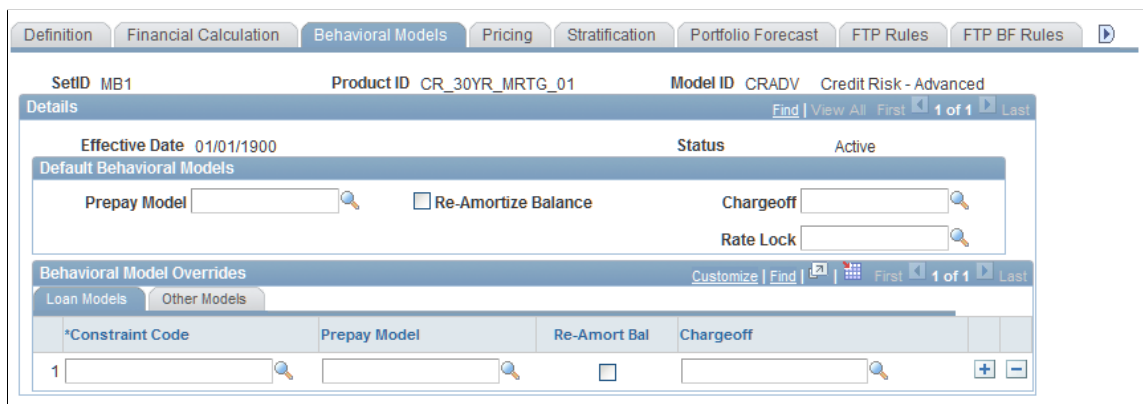 Definition Financial Calculation Behavioral Models Pricing Stratification Portfolio Forecast FTP Rules FTP BF Rules
SetID MB1 Product ID CR_30YR_MRTG_01 Model ID CRADV Credit Risk - Advanced
Details Find | View All First 1 of 1 Last
Effective Date 01/01/1900 Status Active
Default Behavioral Models
Prepay Model Re-Amortize Balance Chargeoff
Rate Lock
Behavioral Model Overrides Customize | Find | | First 1 of 1 Last
Loan Models Other Models
*Constraint Code Prepay Model Re-Amort Bal Chargeoff
1